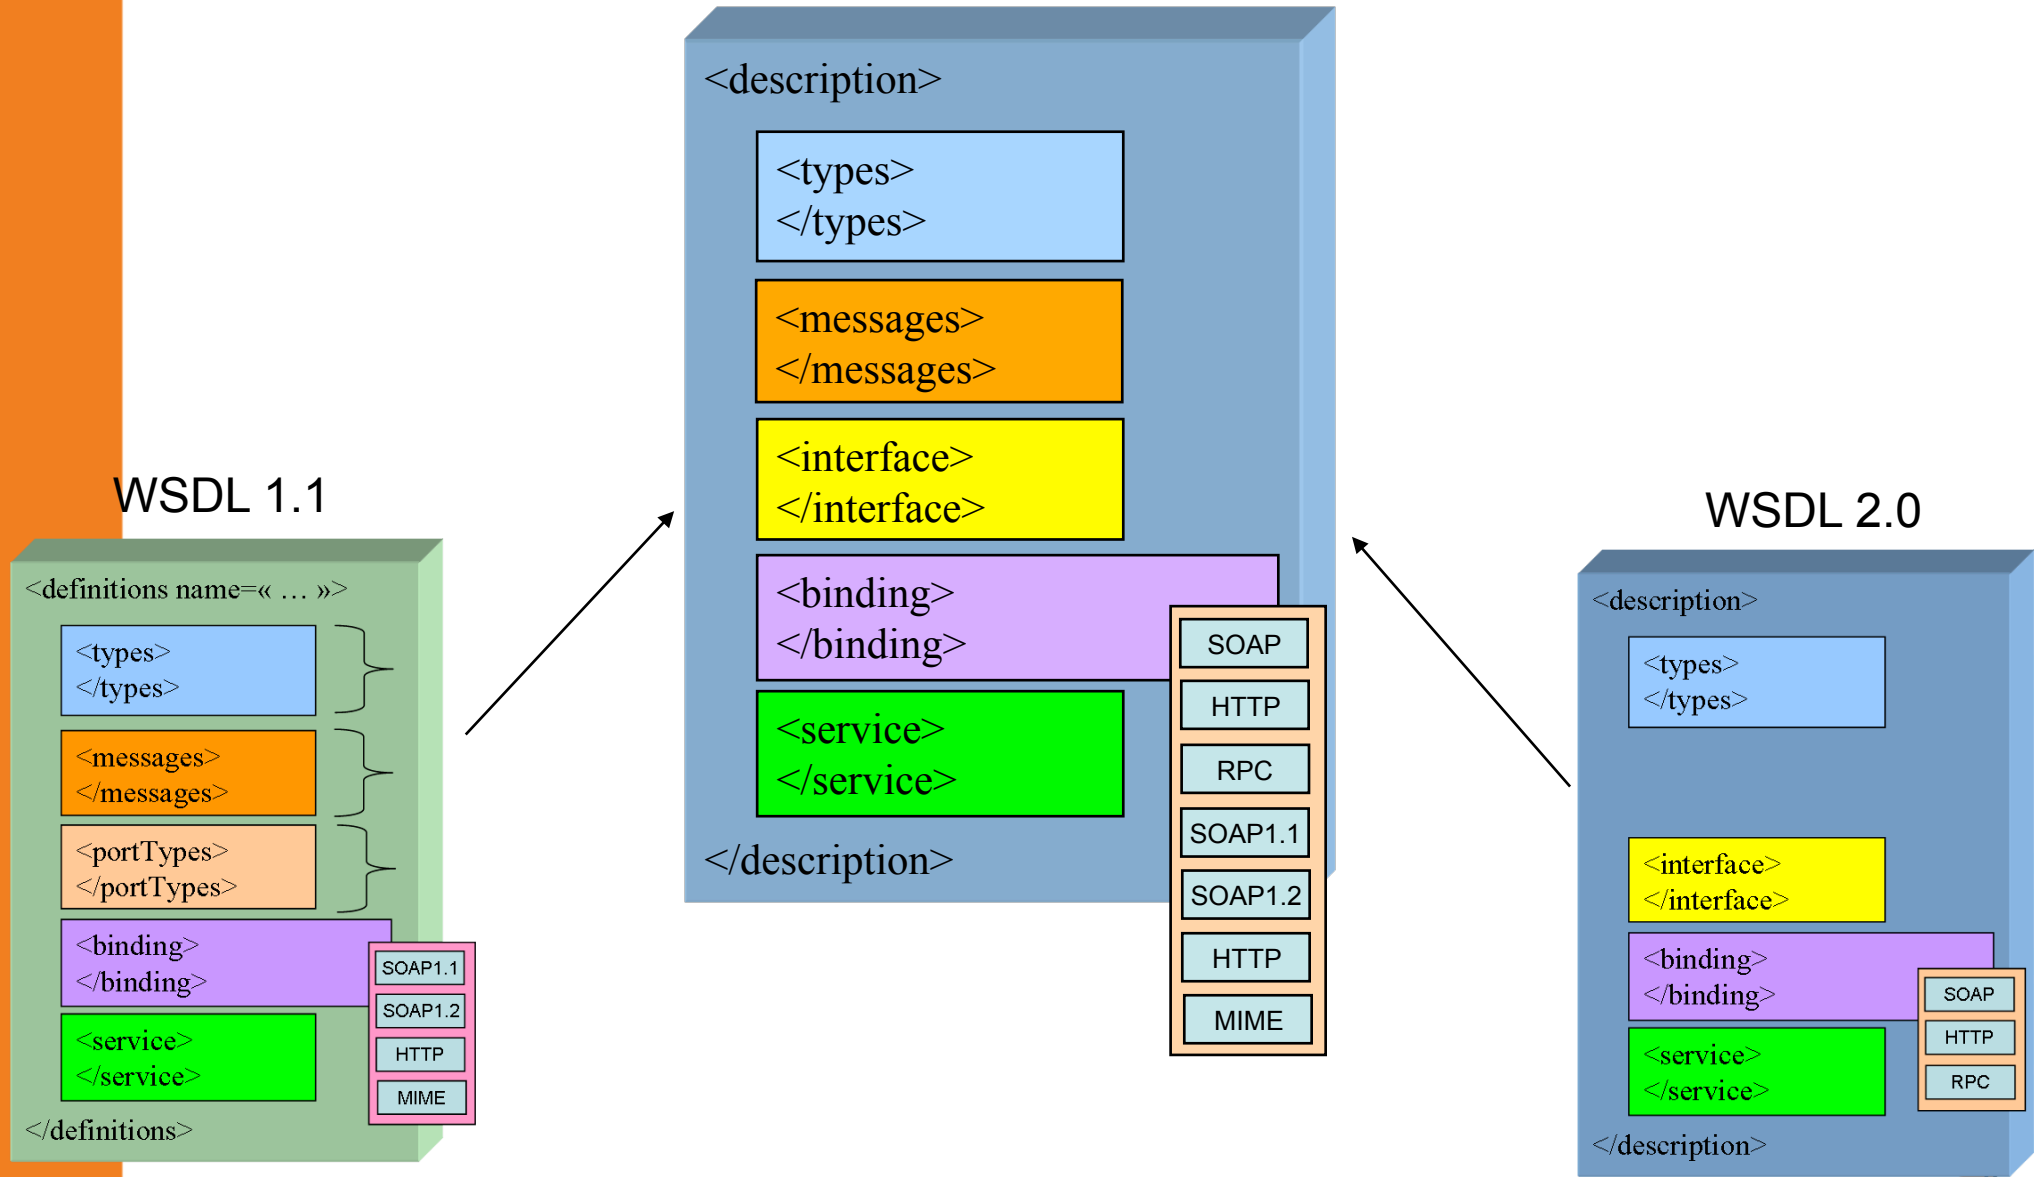 <description>
<types>
</types>
<messages>
</messages>
<interface>
</interface>
<binding>
</binding>
<service>
</service>
</description>
SOAP
HTTP
RPC
SOAP1.1
SOAP1.2
HTTP
MIME
WSDL 1.1
<definitions name=« … »>
<types>
</types>
<messages>
</messages>
<portTypes>
</portTypes>
<binding>
</binding>
<service>
</service>
</definitions>
SOAP1.1
SOAP1.2
HTTP
MIME
WSDL 2.0
<description>
<types>
</types>
<interface>
</interface>
<binding>
</binding>
<service>
</service>
</description>
SOAP
HTTP
RPC